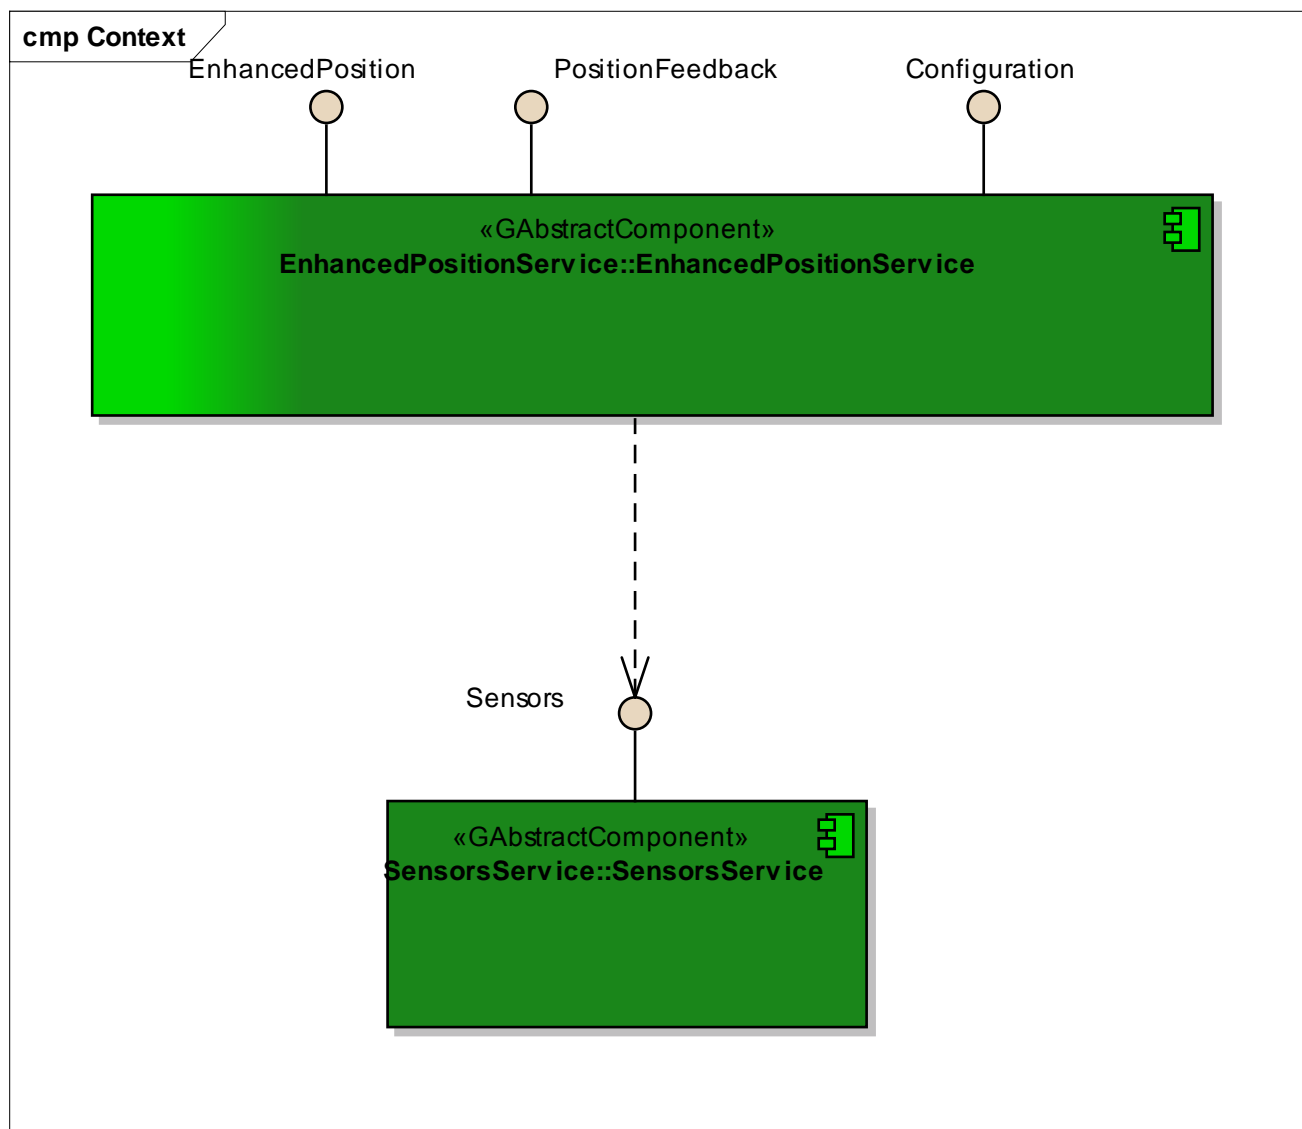 cmp Context
EnhancedPosition
PositionFeedback
Configuration
«GAbstractComponent»
EnhancedPositionService::EnhancedPositionService
Sensors
«GAbstractComponent»
SensorsService::SensorsService